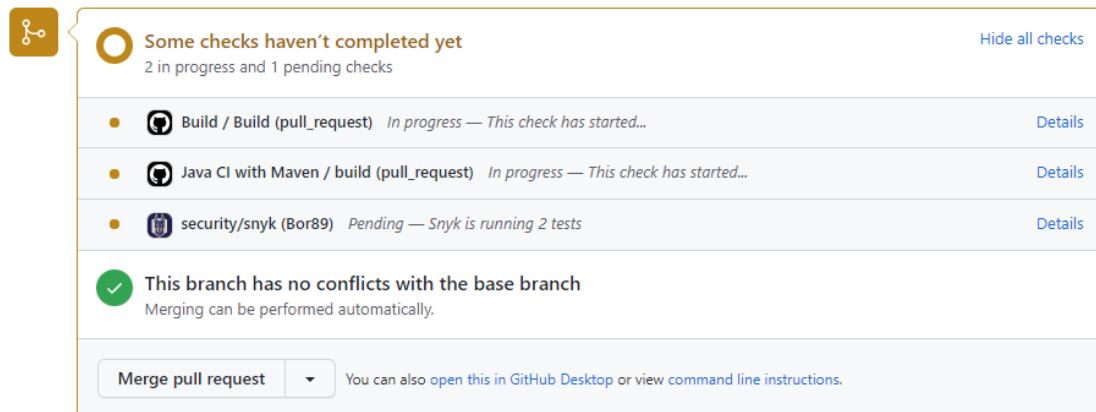 Some checks haven’t completed yet
Hide all checks
2 in progress and 1 pending checks
Build / Build (pull_request) In progress — This check has started...
Details
Java CI with Maven / build (pull_request) In progress — This check has started...
Details
security/snyk (Bor89) Pending — Snyk is running 2 tests
Details
This branch has no conflicts with the base branch
Merging can be performed automatically.
Merge pull request
You can also open this in GitHub Desktop or view command line instructions.